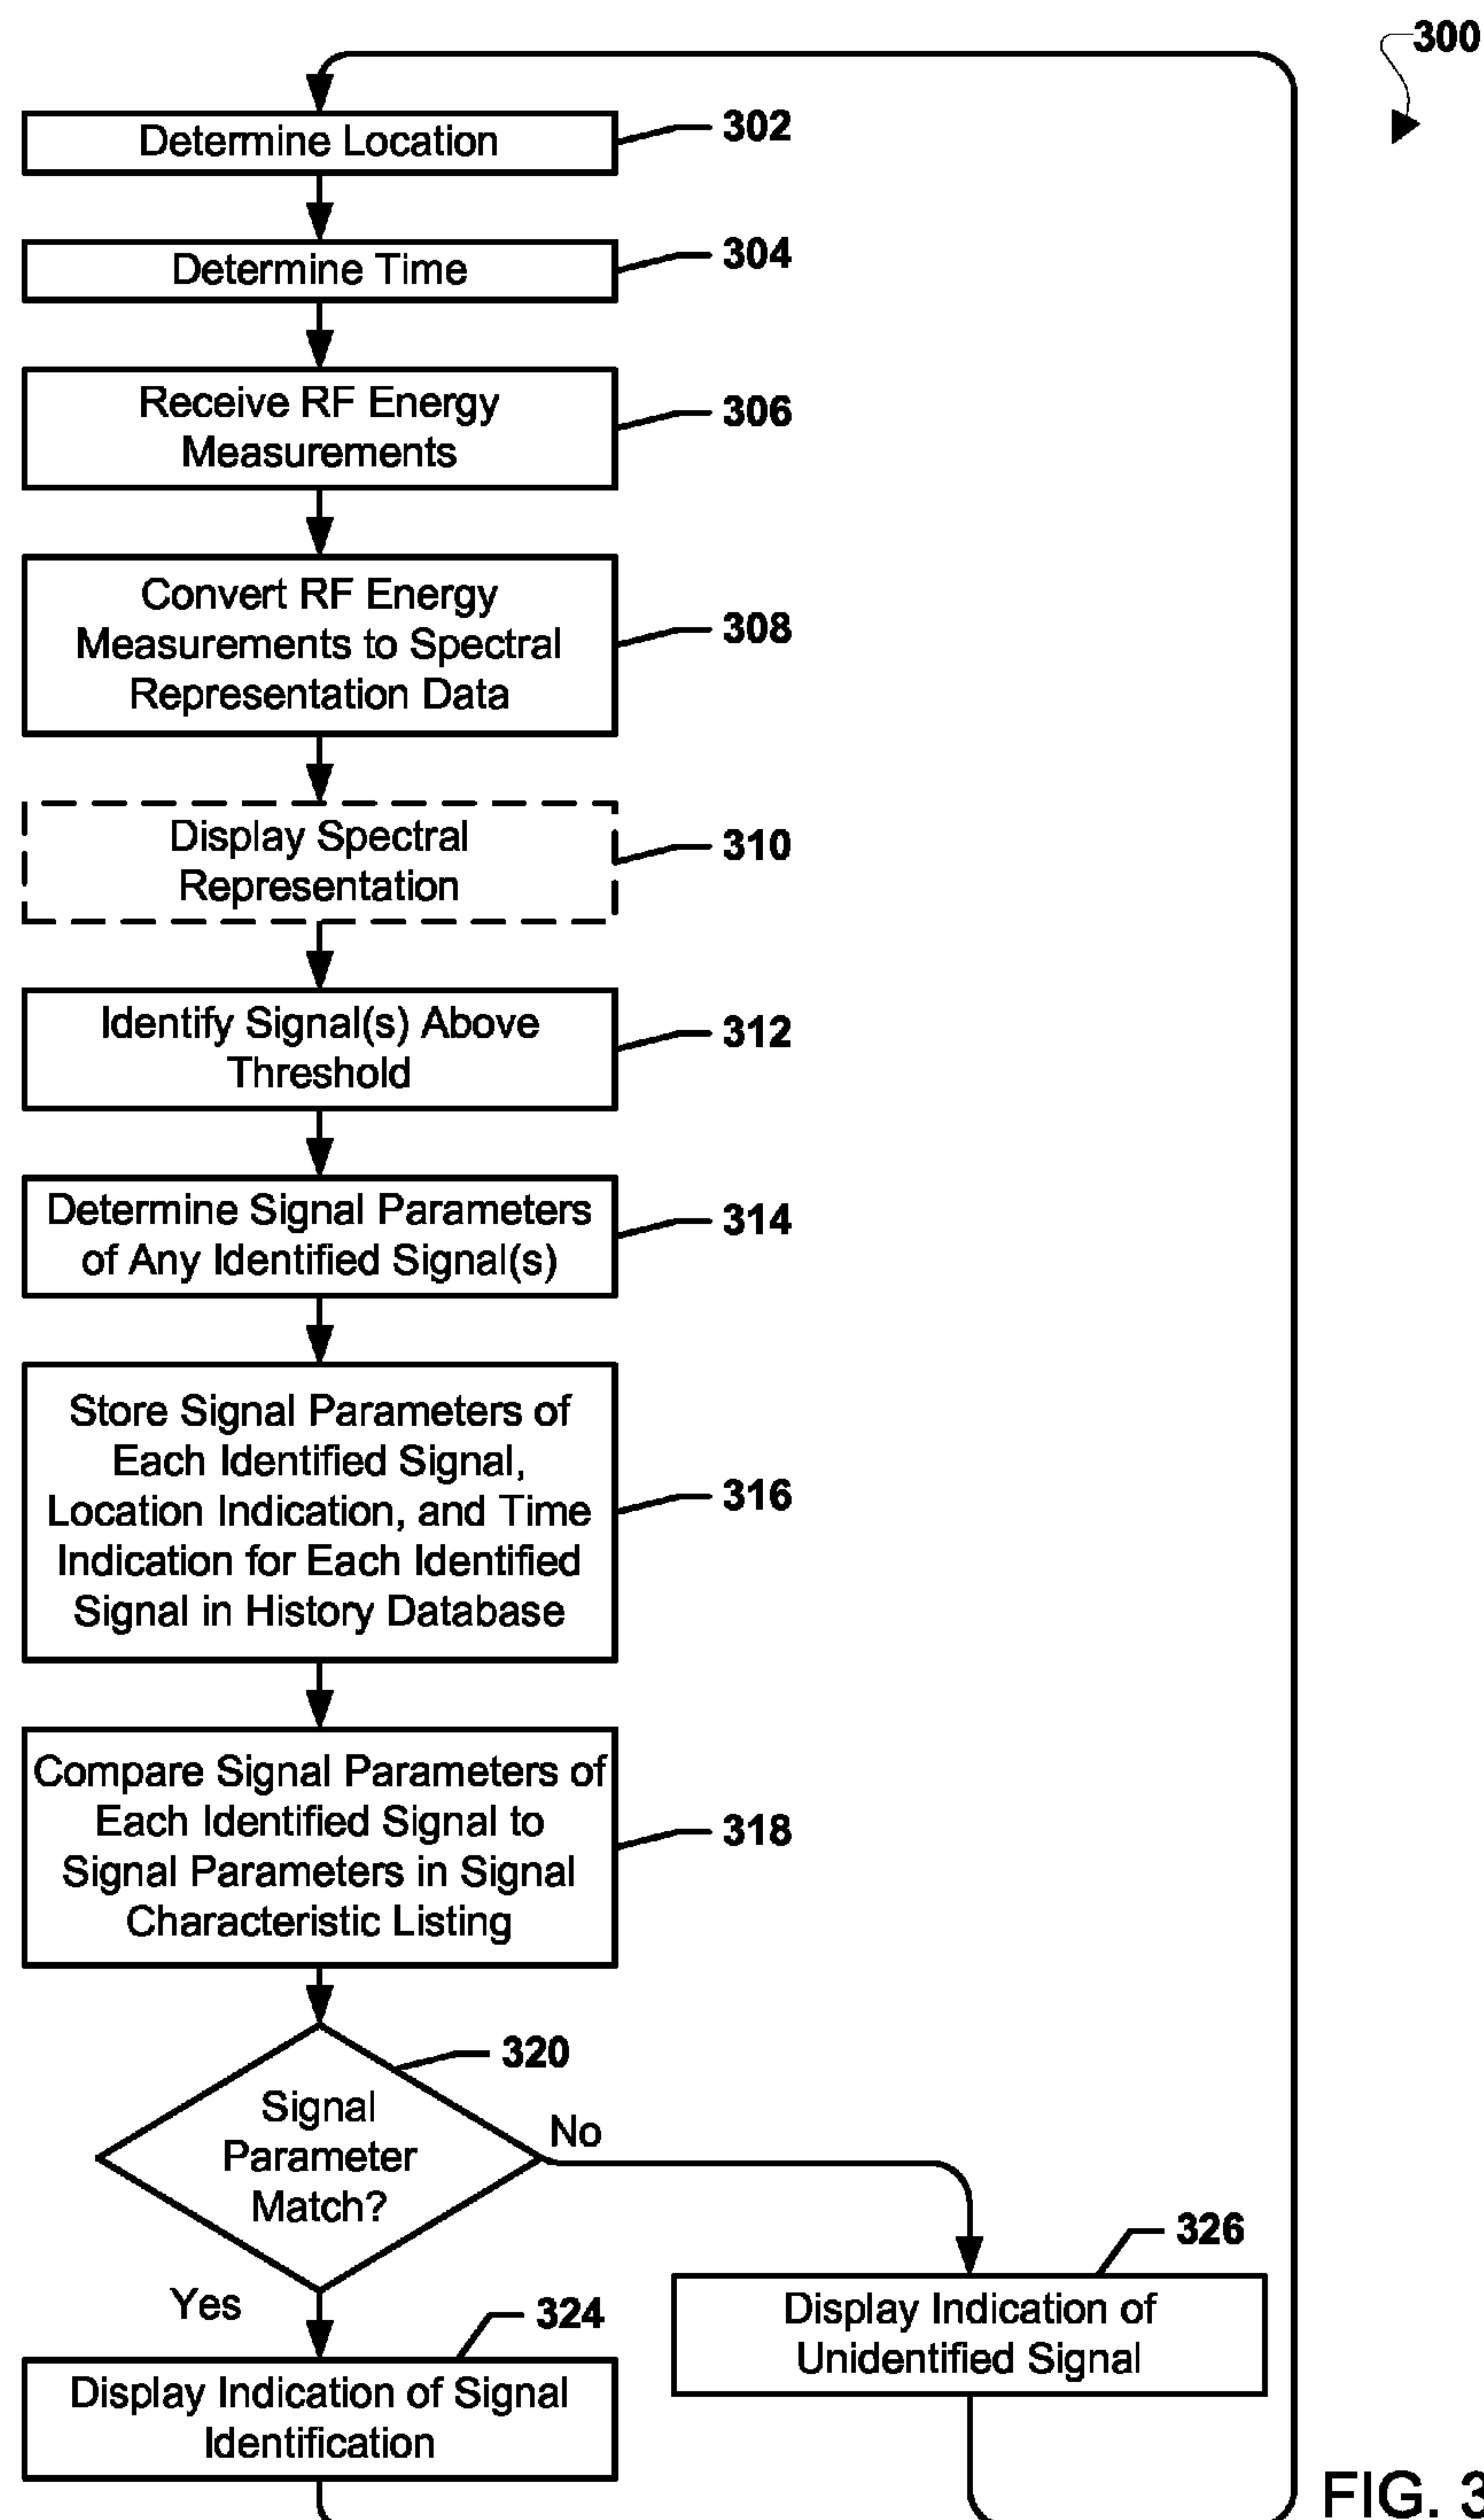 300
Determine Location
302
Determine Time
304
Receive RF Energy
Measurements
306
Convert RF Energy
Measurements to Spectral
Representation Data
308
Display Spectral
Representation
310
Identify Signal(s) Above
Threshold
312
Determine Signal Parameters
of Any Identified Signal(s)
314
Store Signal Parameters of
Each Identified Signal,
Location Indication, and Time
Indication for Each Identified
Signal in History Database
316
Compare Signal Parameters of
Each Identified Signal to
Signal Parameters in Signal
Characteristic Listing
318
320
Signal
Parameter
Match?
No
Yes
326
Display Indication of
Unidentified Signal
324
Display Indication of Signal
Identification
FIG. 3